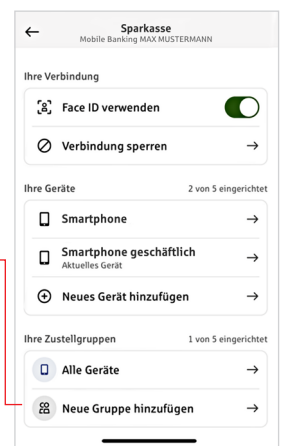 Sparkasse
Mobile Banking MAX MUSTERMANN
Ihre Verbindung
Face ID verwenden
Verbindung sperren
Ihre Geräte 2 von 5 eingerichtet
Smartphone
Smartphone geschäftlich
Aktuelles Gerät
Neues Gerät hinzufügen
Ihre Zustellgruppen 1 von 5 eingerichtet
Alle Geräte
Neue Gruppe hinzufügen